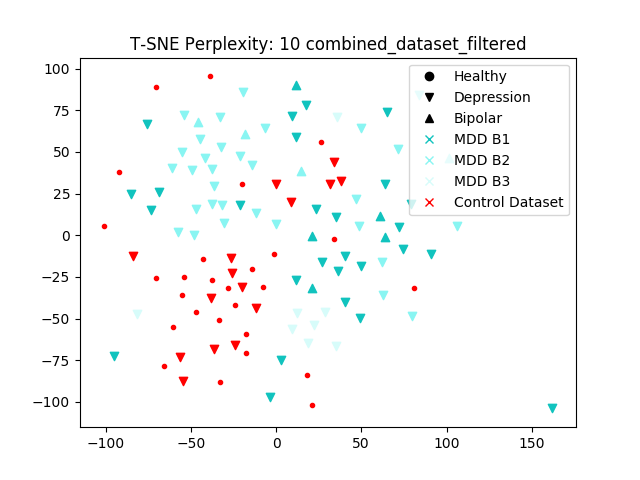 T-SNE Perplexity: 10 combined_dataset_filtered
100
75
50
25
0
−25
−50
−75
−100
−100
−50
0
50
100
150
Healthy
Depression
Bipolar
MDD B1
MDD B2
MDD B3
Control Dataset